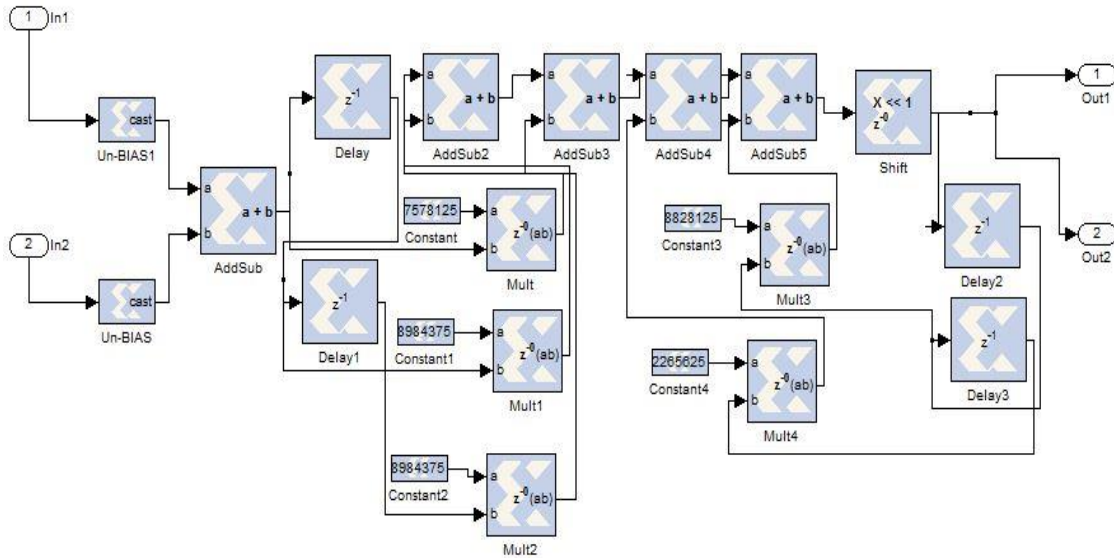 1
In1
cast
Un-BIAS1
2
In2
cast
Un-BIAS
a
b
a + b
AddSub
z-1
Delay
a
b
a + b
AddSub2
a
b
a + b
AddSub3
a
b
a + b
AddSub4
a
b
a + b
AddSub5
X << 1
z-0
Shift
1
Out1
2
Out2
7578125
Constant
a
b
z-0(ab)
Mult
z-1
Delay1
8984375
Constant1
a
b
z-0(ab)
Mult1
8984375
Constant2
a
b
z-0(ab)
Mult2
8828125
Constant3
a
b
z-0(ab)
Mult3
z-1
Delay2
2265625
Constant4
a
b
z-0(ab)
Mult4
z-1
Delay3